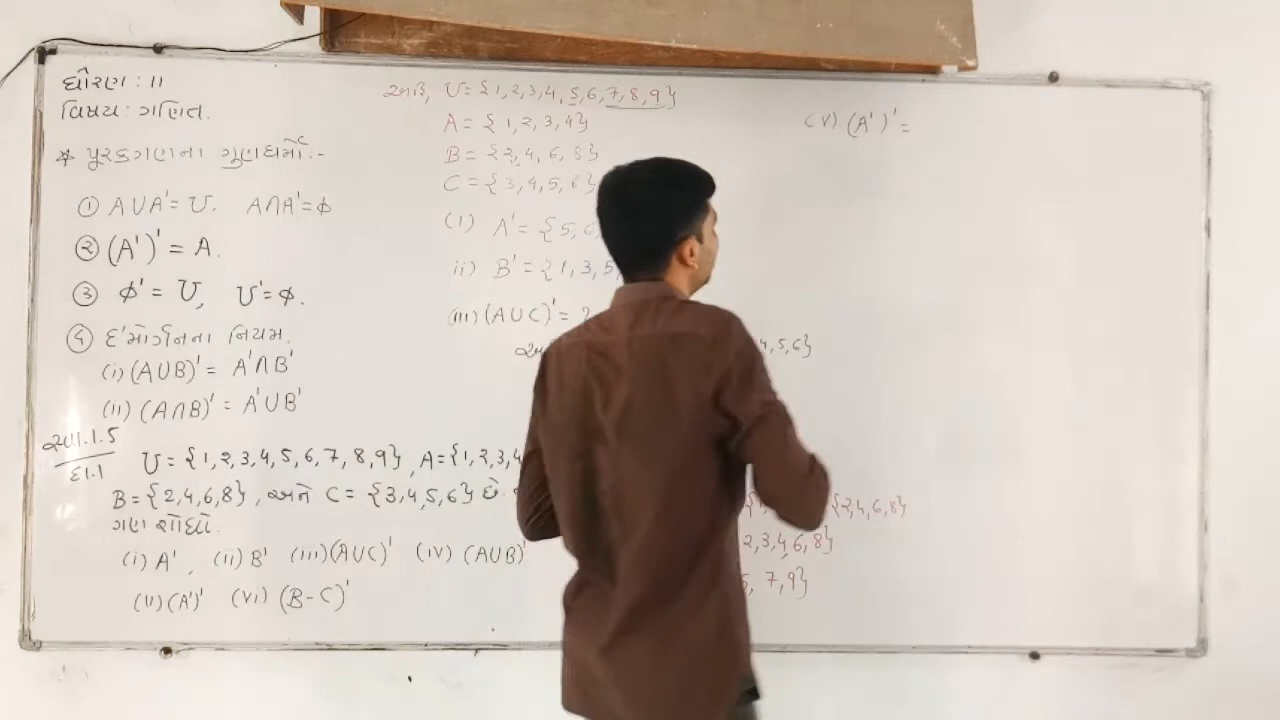 ધોરણ : 11
વિષય : ગણિત.
* પૂરકગણના ગુણધર્મો :-
① A∪A' = U. A∩A' = ϕ
② (A')' = A.
③ ϕ' = U, U' = ϕ.
④ દ'મોર્ગનના નિયમ.
(i) (A∪B)' = A'∩B'
(ii) (A∩B)' = A'∪B'
સ્વા. 1.5
દા.1
U = {1,2,3,4,5,6,7,8,9}, A = {1,2,3,4
B = {2,4,6,8}, અને C = {3,4,5,6} છે.
ગણ શોધો.
(i) A', (ii) B' (iii) (A∪C)' (iv) (A∪B)'
(v) (A')' (vi) (B-C)'
અહીં, U = {1,2,3,4,5,6,7,8,9}
A = {1,2,3,4}
B = {2,4,6,8}
C = {3,4,5,6}
(i) A' = {5,6
ii) B' = {1,3,5,
(iii) (A∪C)' = ?
4,5,6}
{2,4,6,8}
2,3,4,6,8}
5, 7,9}
(v) (A')' =